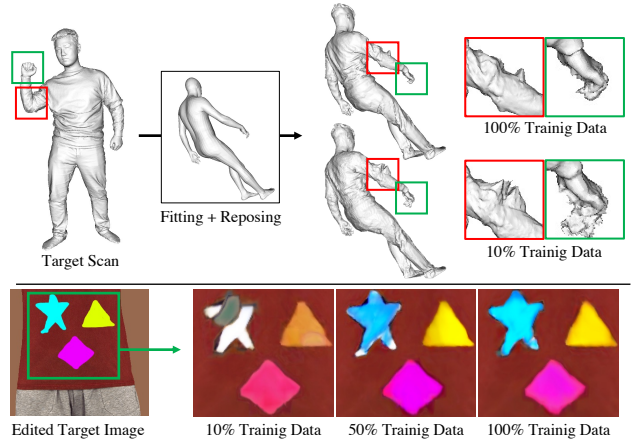 100% Trainig Data
Fitting + Reposing
Target Scan
10% Trainig Data
Edited Target Image
10% Trainig Data
50% Trainig Data
100% Trainig Data